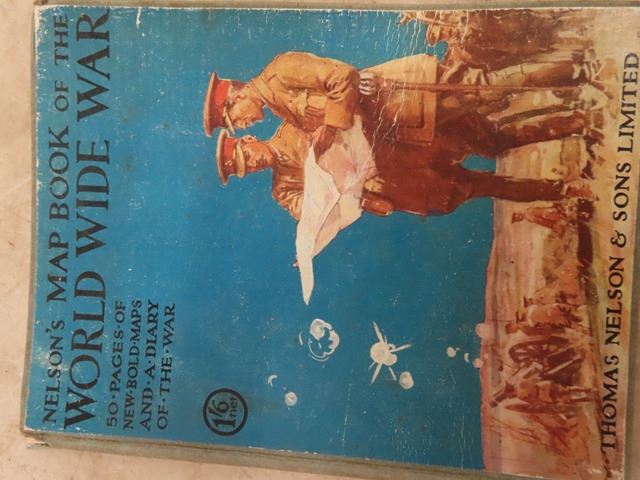 NELSON'S MAP BOOK OF THE
WORLD WIDE WAR
50·PAGES·OF
NEW·BOLD·MAPS
AND·A·DIARY
OF·THE·WAR
1/6
NET
THOMAS NELSON & SONS LIMITED